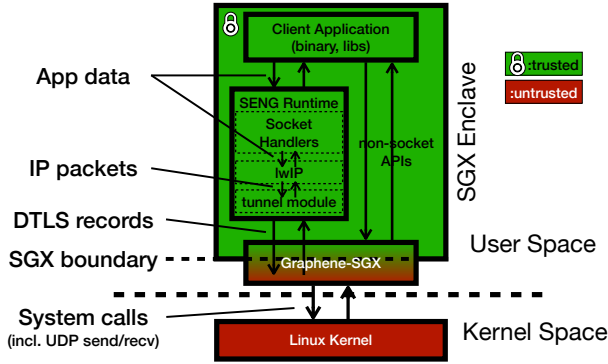 Client Application
(binary, libs)
:trusted
:untrusted
App data
SENG Runtime
Socket
Handlers
non-socket
APIs
SGX Enclave
IP packets
lwIP
tunnel module
DTLS records
User Space
SGX boundary
Graphene-SGX
System calls
(incl. UDP send/recv)
Linux Kernel
Kernel Space